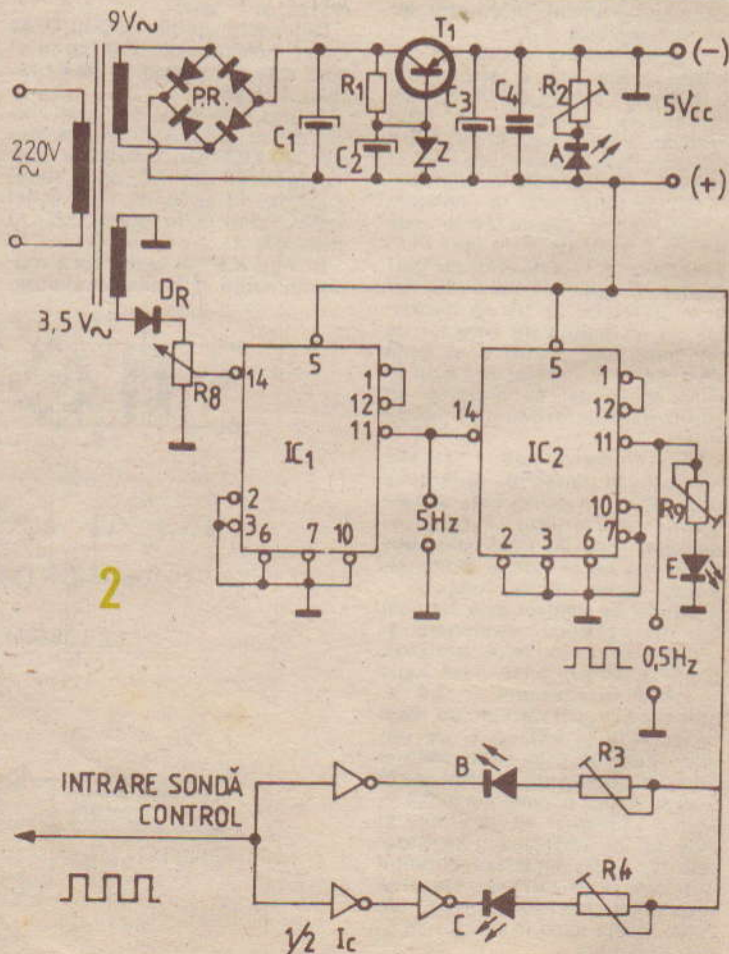 9V~
T1
(-)
P.R.
R1
C3
C4
R2
5Vcc
220V
~
C1
C2
Z
A
(+)
3,5 V~
DR
R8
14
5
1
12
11
IC1
2
3
6
7
10
5Hz
14
5
1
12
11
IC2
10
7
2
3
6
R9
E
2
0,5Hz
INTRARE SONDĂ
CONTROL
B
R3
C
R4
1/2 Ic